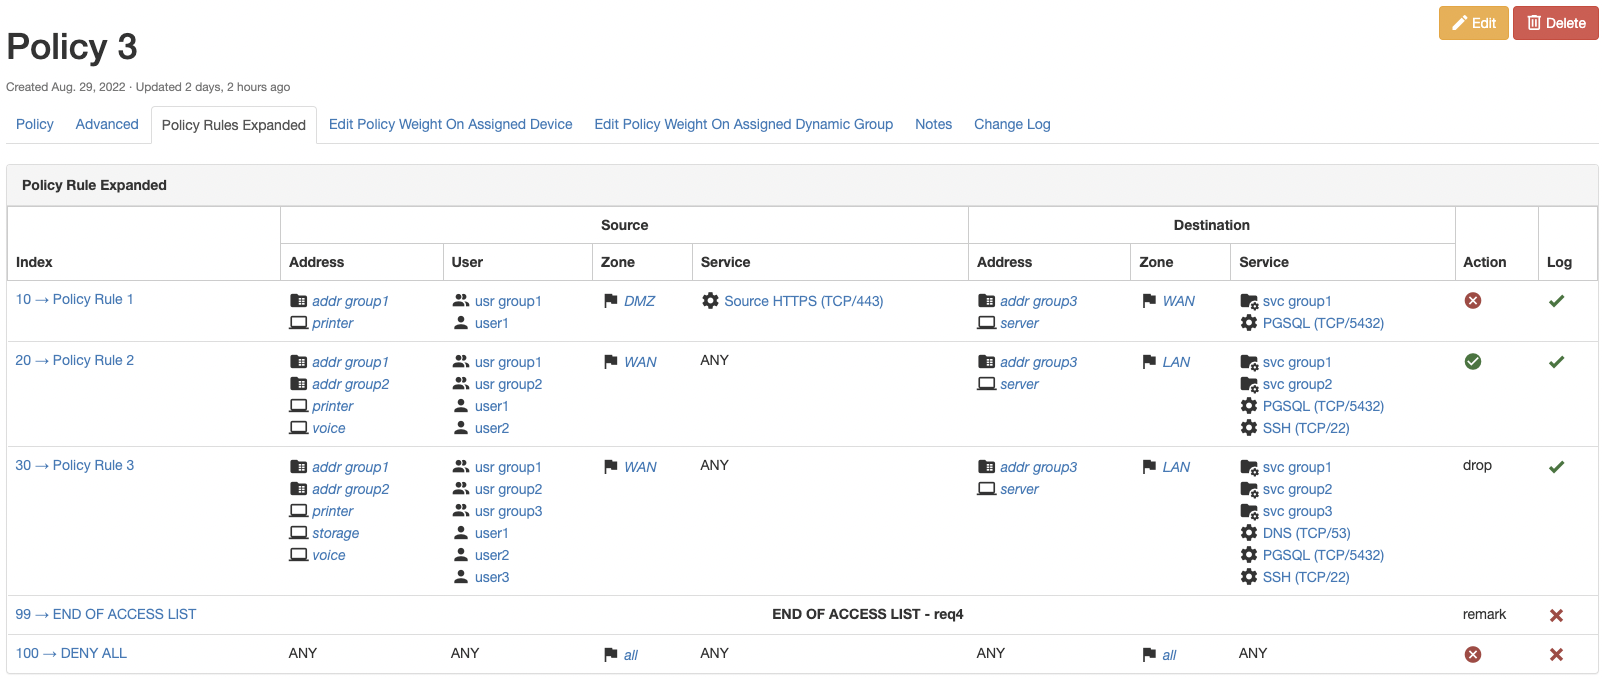 Edit
Delete
Policy 3
Created Aug. 29, 2022 · Updated 2 days, 2 hours ago
Policy
Advanced
Policy Rules Expanded
Edit Policy Weight On Assigned Device
Edit Policy Weight On Assigned Dynamic Group
Notes
Change Log
Policy Rule Expanded
Index
Source
Destination
Action
Log
Address
User
Zone
Service
Address
Zone
Service
10 → Policy Rule 1
addr group1
printer
usr group1
user1
DMZ
Source HTTPS (TCP/443)
addr group3
server
WAN
svc group1
PGSQL (TCP/5432)
20 → Policy Rule 2
addr group1
addr group2
printer
voice
usr group1
usr group2
user1
user2
WAN
ANY
addr group3
server
LAN
svc group1
svc group2
PGSQL (TCP/5432)
SSH (TCP/22)
30 → Policy Rule 3
addr group1
addr group2
printer
storage
voice
usr group1
usr group2
usr group3
user1
user2
user3
WAN
ANY
addr group3
server
LAN
svc group1
svc group2
svc group3
DNS (TCP/53)
PGSQL (TCP/5432)
SSH (TCP/22)
drop
99 → END OF ACCESS LIST
END OF ACCESS LIST - req4
remark
100 → DENY ALL
ANY
ANY
all
ANY
ANY
all
ANY